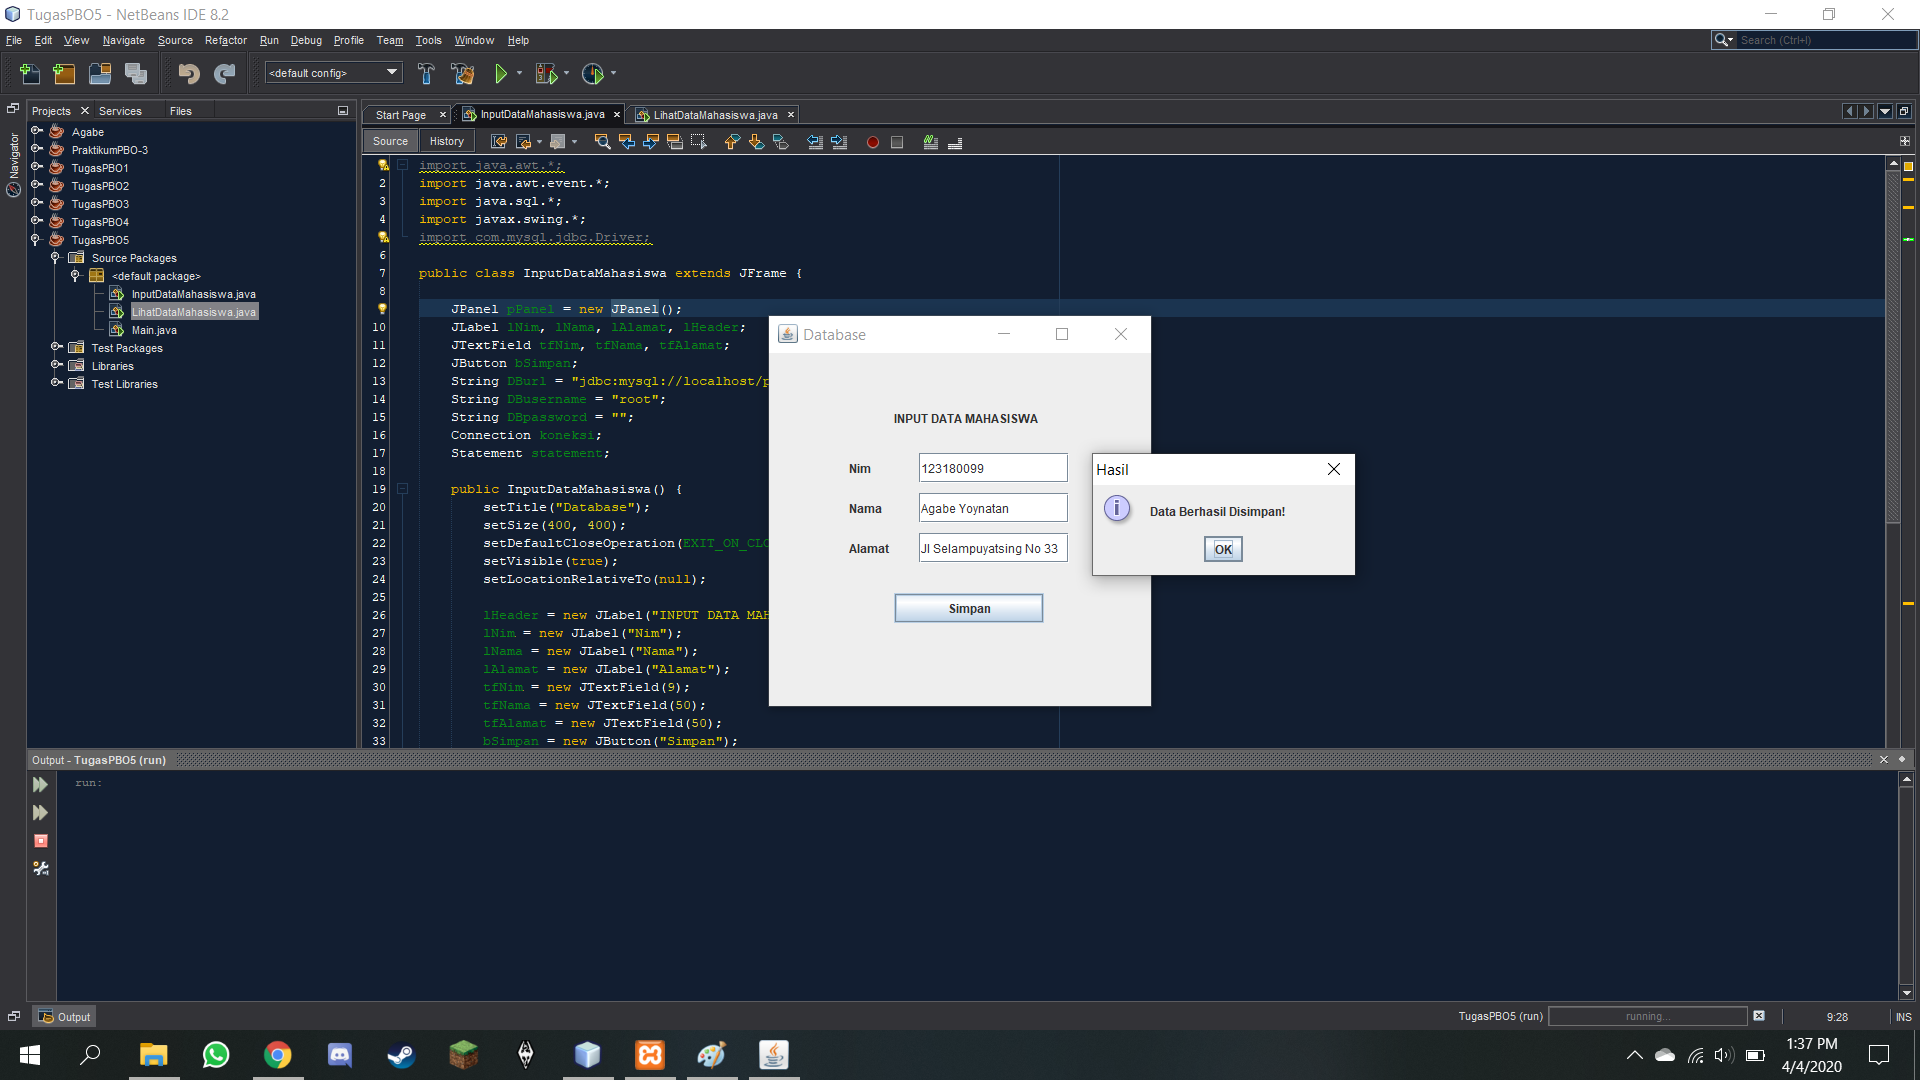 TugasPBO5 - NetBeans IDE 8.2
File Edit View Navigate Source Refactor Run Debug Profile Team Tools Window Help
Search (Ctrl+I)
<default config>
Projects Services Files
Navigator
Agabe
PraktikumPBO-3
TugasPBO1
TugasPBO2
TugasPBO3
TugasPBO4
TugasPBO5
Source Packages
<default package>
InputDataMahasiswa.java
LihatDataMahasiswa.java
Main.java
Test Packages
Libraries
Test Libraries
Start Page InputDataMahasiswa.java LihatDataMahasiswa.java
Source History
import java.awt.*;
2 import java.awt.event.*;
3 import java.sql.*;
4 import javax.swing.*;
import com.mysql.jdbc.Driver;
6
7 public class InputDataMahasiswa extends JFrame {
8
JPanel pPanel = new JPanel();
10 JLabel lNim, lNama, lAlamat, lHeader;
11 JTextField tfNim, tfNama, tfAlamat;
12 JButton bSimpan;
13 String DBurl = "jdbc:mysql://localhost/p
14 String DBusername = "root";
15 String DBpassword = "";
16 Connection koneksi;
17 Statement statement;
18
19 public InputDataMahasiswa() {
20 setTitle("Database");
21 setSize(400, 400);
22 setDefaultCloseOperation(EXIT_ON_CLO
23 setVisible(true);
24 setLocationRelativeTo(null);
25
26 lHeader = new JLabel("INPUT DATA MAH
27 lNim = new JLabel("Nim");
28 lNama = new JLabel("Nama");
29 lAlamat = new JLabel("Alamat");
30 tfNim = new JTextField(9);
31 tfNama = new JTextField(50);
32 tfAlamat = new JTextField(50);
33 bSimpan = new JButton("Simpan");
Database
INPUT DATA MAHASISWA
Nim 123180099
Nama Agabe Yoynatan
Alamat Jl Selampuyatsing No 33
Simpan
Hasil
Data Berhasil Disimpan!
OK
Output - TugasPBO5 (run)
run:
Output
TugasPBO5 (run) running... 9:28 INS
1:37 PM
4/4/2020